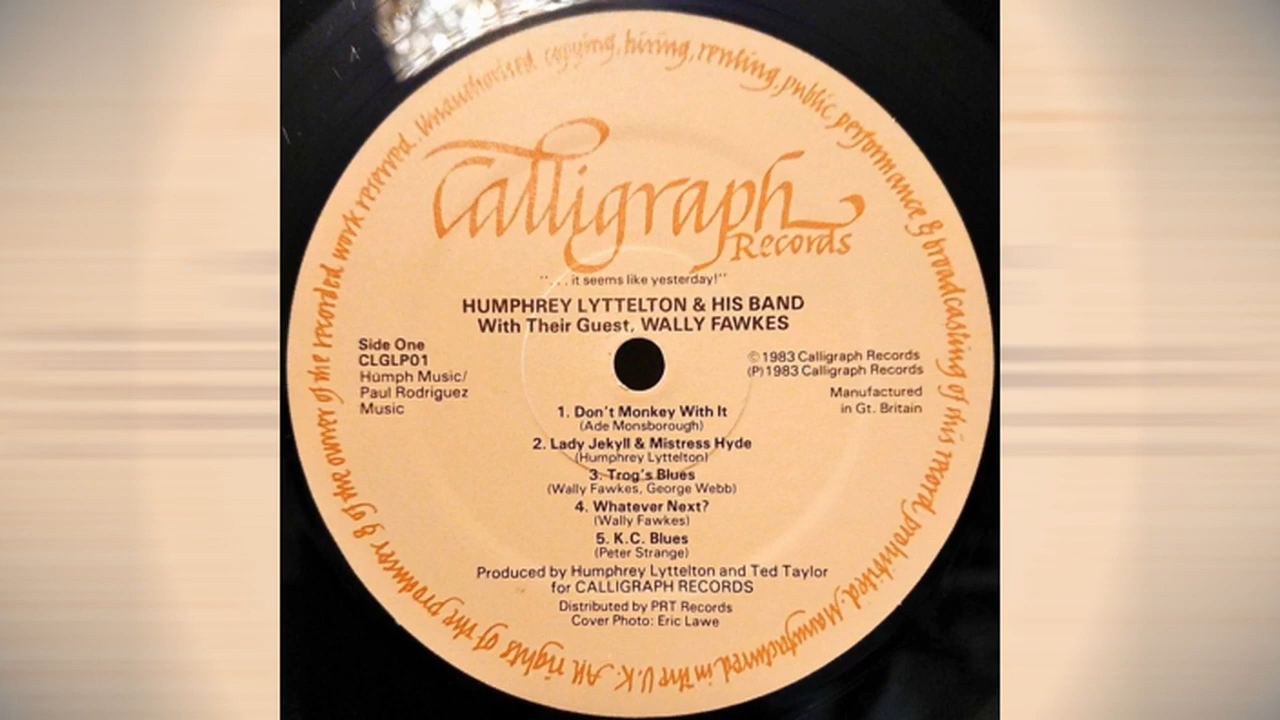 Calligraph
Records
". . . it seems like yesterday!"
HUMPHREY LYTTELTON & HIS BAND
With Their Guest, WALLY FAWKES
Side One
CLGLP01
Humph Music/
Paul Rodriguez
Music
©1983 Calligraph Records
(P)1983 Calligraph Records
Manufactured
in Gt. Britain
1. Don't Monkey With It
(Ade Monsborough)
2. Lady Jekyll & Mistress Hyde
(Humphrey Lyttelton)
3. Trog's Blues
(Wally Fawkes, George Webb)
4. Whatever Next?
(Wally Fawkes)
5. K.C. Blues
(Peter Strange)
Produced by Humphrey Lyttelton and Ted Taylor
for CALLIGRAPH RECORDS
Distributed by PRT Records
Cover Photo: Eric Lawe
All rights of the producer & of the owner of the recorded work reserved. Unauthorised copying, hiring, renting, public performance & broadcasting of this record prohibited. Manufactured in the U.K.